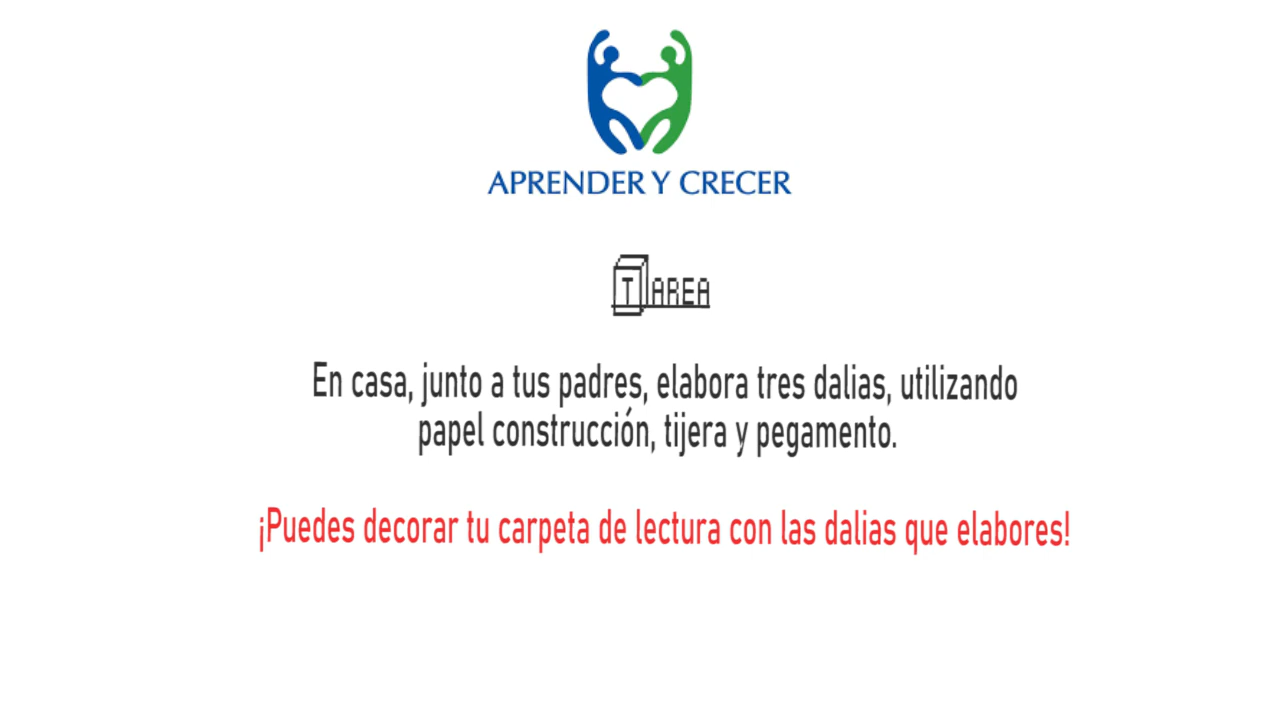 APRENDER Y CRECER
TAREA
En casa, junto a tus padres, elabora tres dalias, utilizando
papel construcción, tijera y pegamento.
¡Puedes decorar tu carpeta de lectura con las dalias que elabores!